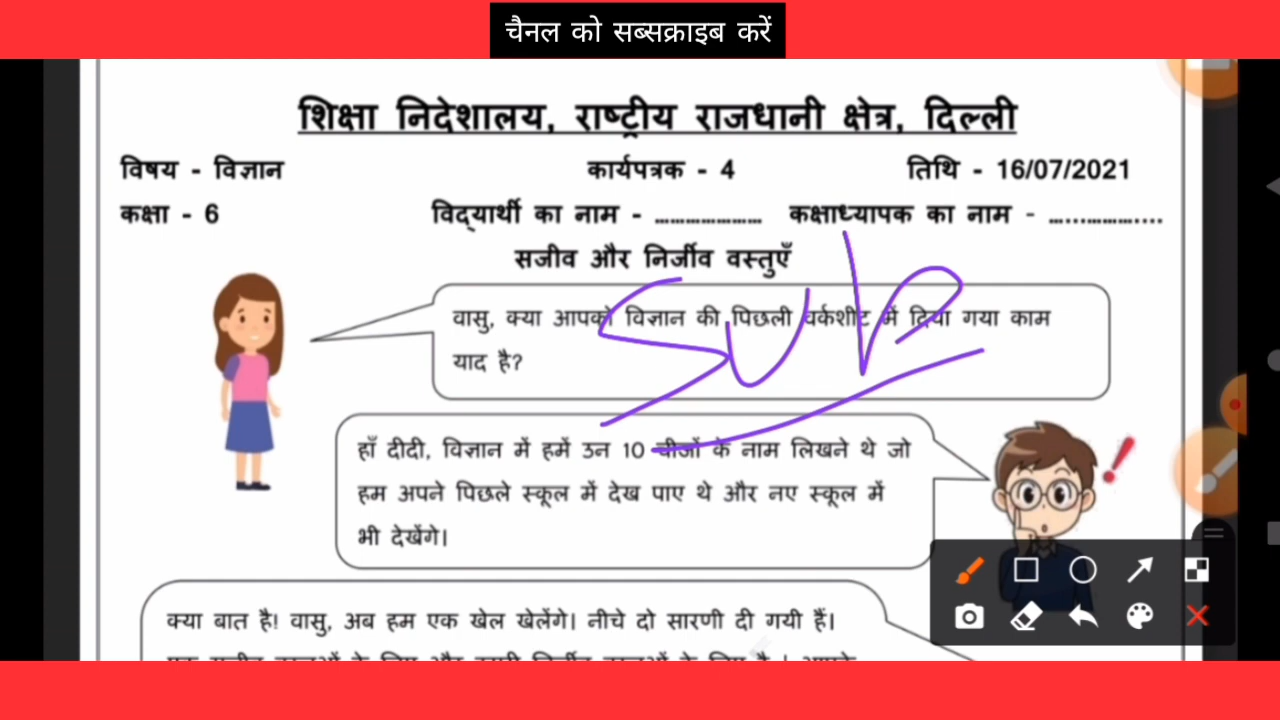 चैनल को सब्सक्राइब करें
शिक्षा निदेशालय, राष्ट्रीय राजधानी क्षेत्र, दिल्ली
विषय - विज्ञान कार्यपत्रक - 4 तिथि - 16/07/2021
कक्षा - 6 विद्यार्थी का नाम - ..................... कक्षाध्यापक का नाम - .....................
सजीव और निर्जीव वस्तुएँ
वासु, क्या आपको विज्ञान की पिछली वर्कशीट में दिया गया काम
याद है?
sub
हाँ दीदी, विज्ञान में हमें उन 10 चीजों के नाम लिखने थे जो
हम अपने पिछले स्कूल में देख पाए थे और नए स्कूल में
भी देखेंगे।
क्या बात है! वासु, अब हम एक खेल खेलेंगे। नीचे दो सारणी दी गयी हैं।